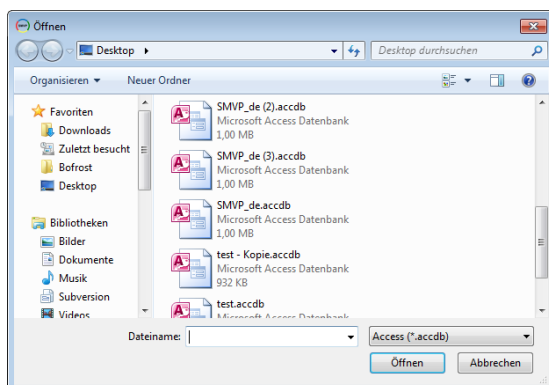 Öffnen
Desktop
Desktop durchsuchen
Organisieren
Neuer Ordner
Favoriten
Downloads
Zuletzt besucht
Bofrost
Desktop
Bibliotheken
Bilder
Dokumente
Musik
Subversion
Videos
SMVP_de (2).accdb
Microsoft Access Datenbank
1,00 MB
SMVP_de (3).accdb
Microsoft Access Datenbank
1,00 MB
SMVP_de.accdb
Microsoft Access Datenbank
1,00 MB
test - Kopie.accdb
Microsoft Access Datenbank
932 KB
test.accdb
Microsoft Access Datenbank
Dateiname:
Access (*.accdb)
Öffnen
Abbrechen